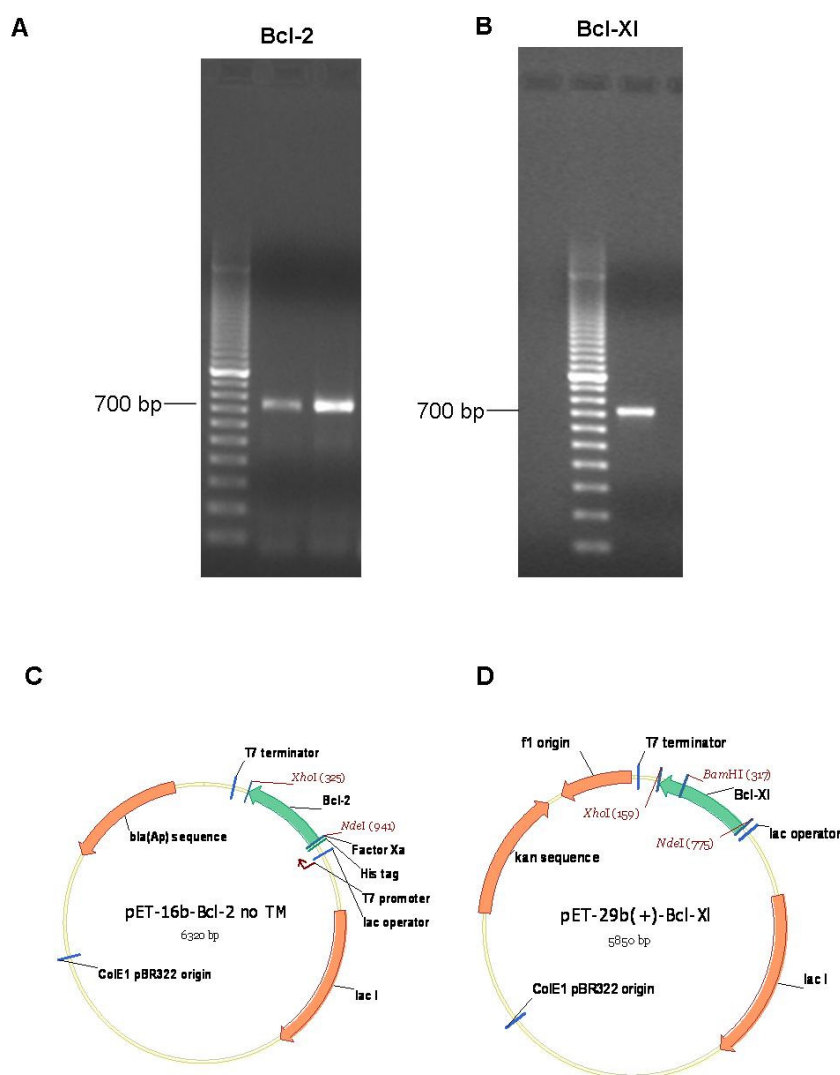 A
Bcl-2
B
Bcl-Xl
700 bp
700 bp
C
T7 terminator
XhoI (325)
Bcl-2
NdeI (941)
Factor Xa
His tag
T7 promoter
lac operator
bla(Ap) sequence
pET-16b-Bcl-2 no TM
6320 bp
ColE1 pBR322 origin
lac I
D
f1 origin
T7 terminator
BamHI (317)
Bcl-Xl
XhoI (159)
NdeI (775)
lac operator
kan sequence
pET-29b(+)-Bcl-Xl
5850 bp
ColE1 pBR322 origin
lac I